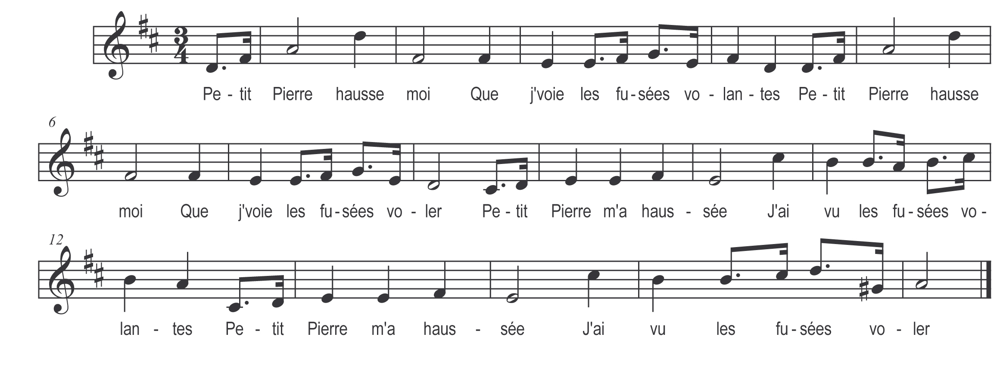 3
4
Pe - tit Pierre hausse moi Que j'voie les fu - sées vo - lan - tes Pe - tit Pierre hausse
6
moi Que j'voie les fu - sées vo - ler Pe - tit Pierre m'a haus - sée J'ai vu les fu - sées vo -
12
lan - tes Pe - tit Pierre m'a haus - sée J'ai vu les fu - sées vo - ler